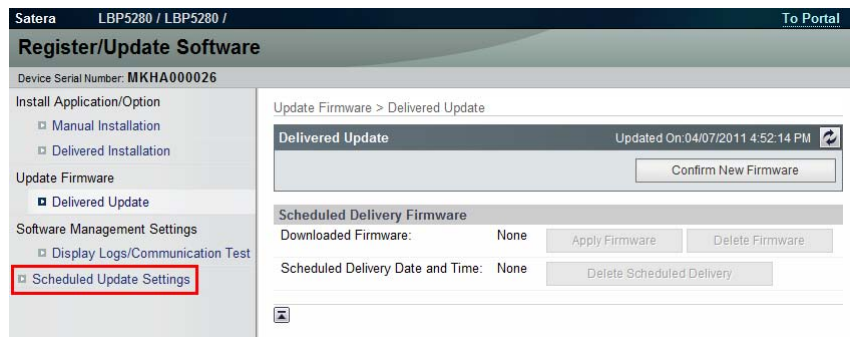 Satera LBP5280 / LBP5280 / To Portal
Register/Update Software
Device Serial Number: MKHA000026
Install Application/Option
Manual Installation
Delivered Installation
Update Firmware
Delivered Update
Software Management Settings
Display Logs/Communication Test
Scheduled Update Settings
Update Firmware > Delivered Update
Delivered Update Updated On:04/07/2011 4:52:14 PM
Confirm New Firmware
Scheduled Delivery Firmware
Downloaded Firmware: None Apply Firmware Delete Firmware
Scheduled Delivery Date and Time: None Delete Scheduled Delivery